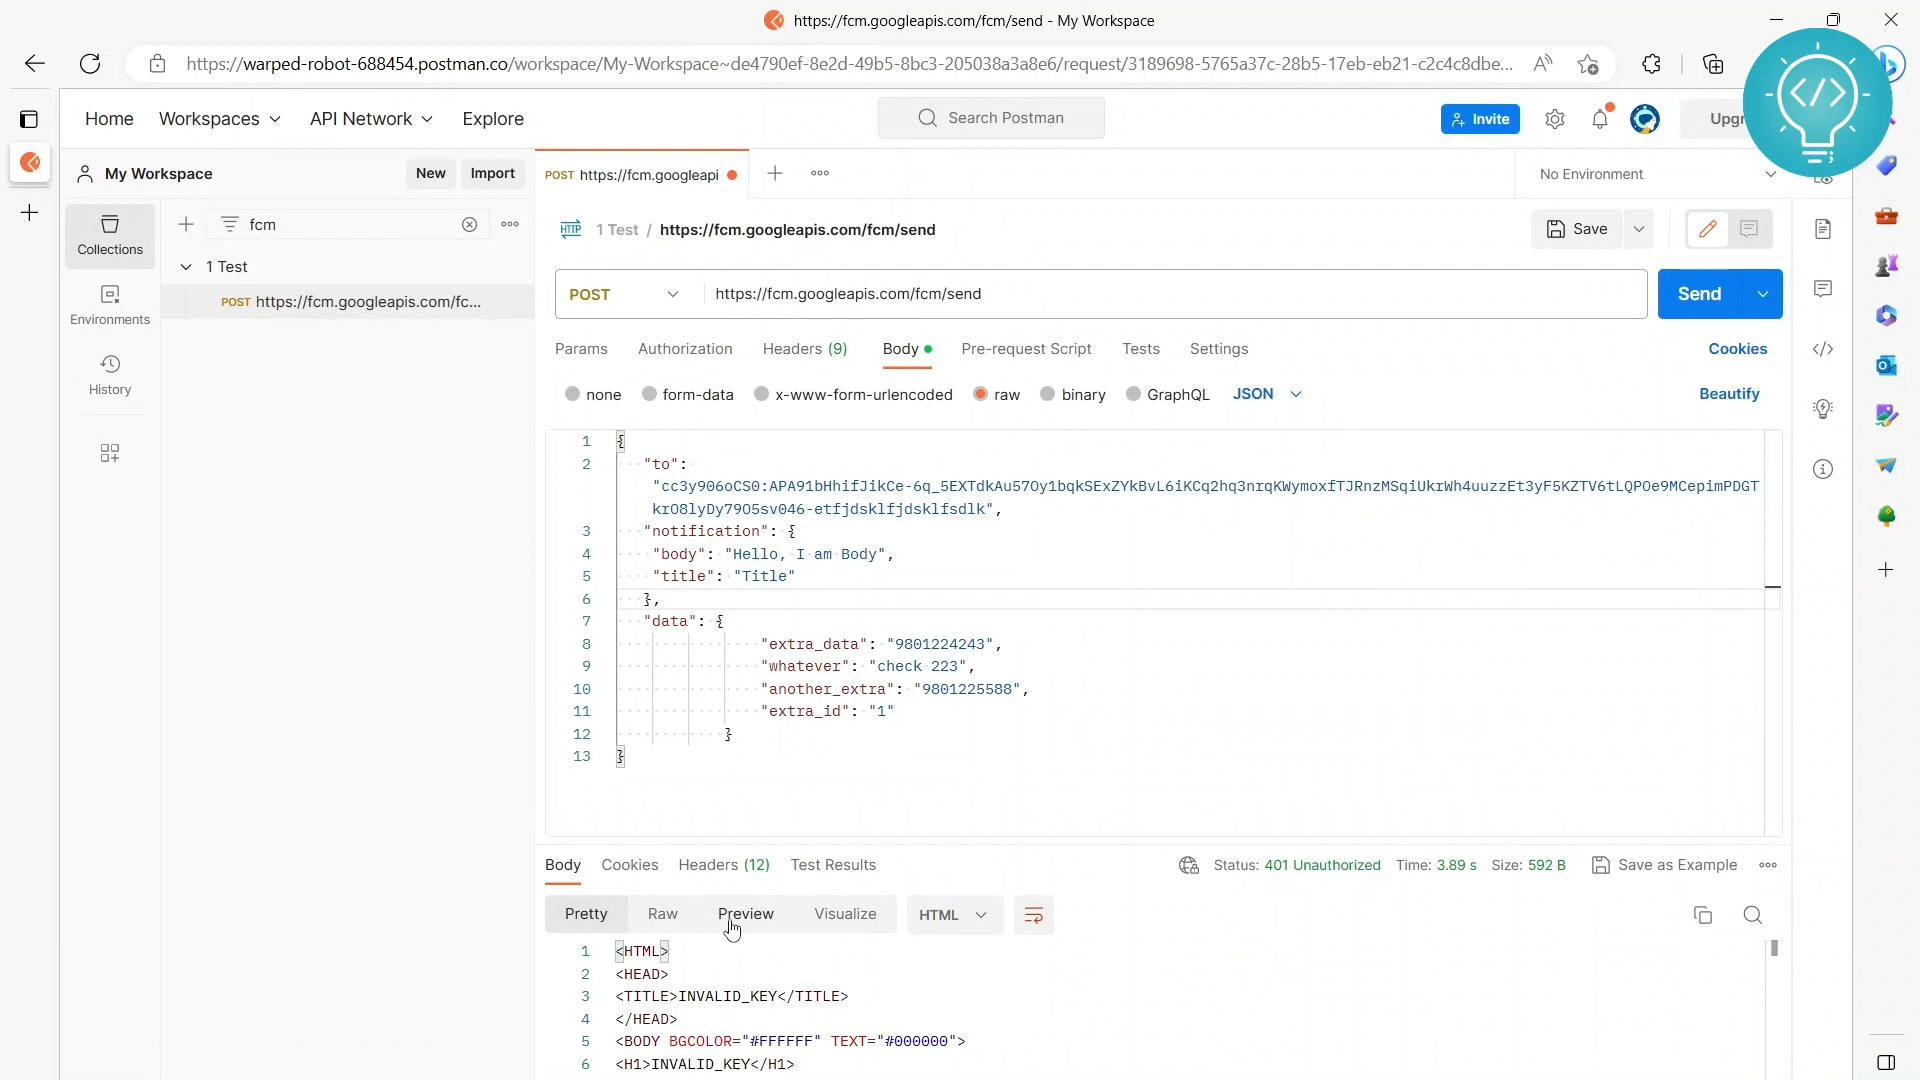 https://fcm.googleapis.com/fcm/send - My Workspace
https://warped-robot-688454.postman.co/workspace/My-Workspace~de4790ef-8e2d-49b5-8bc3-205038a3a8e6/request/3189698-5765a37c-28b5-17eb-eb21-c2c4c8dbe...
Home Workspaces API Network Explore
Search Postman
Invite
Upgr
My Workspace
New Import
POST https://fcm.googleapi
No Environment
Collections
Environments
History
fcm
1 Test
POST https://fcm.googleapis.com/fc...
HTTP 1 Test / https://fcm.googleapis.com/fcm/send
Save
POST https://fcm.googleapis.com/fcm/send
Send
Params Authorization Headers (9) Body Pre-request Script Tests Settings
Cookies
none form-data x-www-form-urlencoded raw binary GraphQL JSON
Beautify
1 {
2 "to":
"cc3y906oCS0:APA91bHhifJikCe-6q_5EXTdkAu57Oy1bqkSExZYkBvL6iKCq2hq3nrqKWymoxfTJRnzMSqiUkrWh4uuzzEt3yF5KZTV6tLQPOe9MCepimPDGT
krO8lyDy79O5sv046-etfjdsklfjdsklfsdlk",
3 "notification": {
4 "body": "Hello, I am Body",
5 "title": "Title"
6 },
7 "data": {
8 "extra_data": "9801224243",
9 "whatever": "check 223",
10 "another_extra": "9801225588",
11 "extra_id": "1"
12 }
13 }
Body Cookies Headers (12) Test Results
Status: 401 Unauthorized Time: 3.89 s Size: 592 B Save as Example
Pretty Raw Preview Visualize HTML
1 <HTML>
2 <HEAD>
3 <TITLE>INVALID_KEY</TITLE>
4 </HEAD>
5 <BODY BGCOLOR="#FFFFFF" TEXT="#000000">
6 <H1>INVALID_KEY</H1>